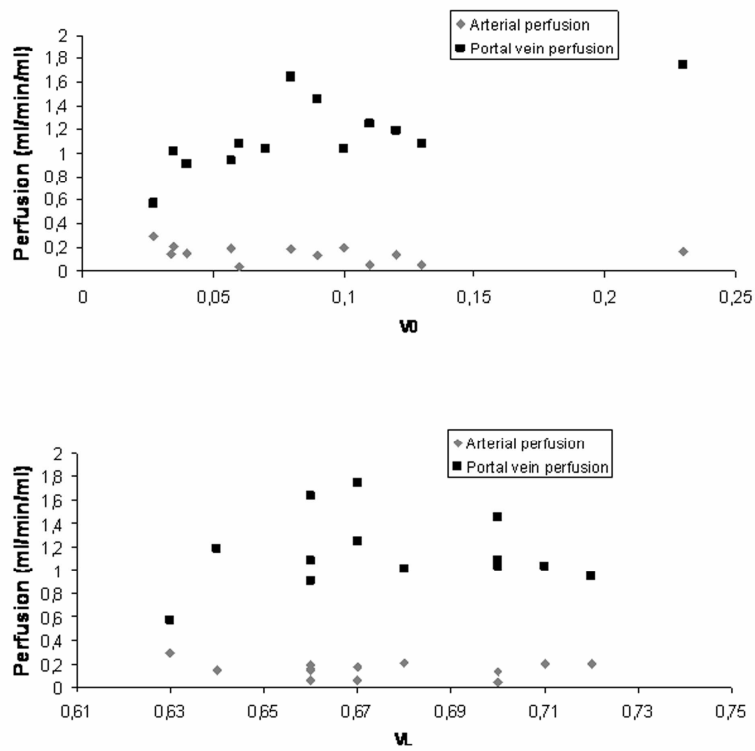 Arterial perfusion
Portal vein perfusion
Perfusion (ml/min/ml)
2
1,8
1,6
1,4
1,2
1
0,8
0,6
0,4
0,2
0
0 0,05 0,1 0,15 0,2 0,25
V0
Arterial perfusion
Portal vein perfusion
Perfusion (ml/min/ml)
2
1,8
1,6
1,4
1,2
1
0,8
0,6
0,4
0,2
0
0,61 0,63 0,65 0,67 0,69 0,71 0,73 0,75
VL